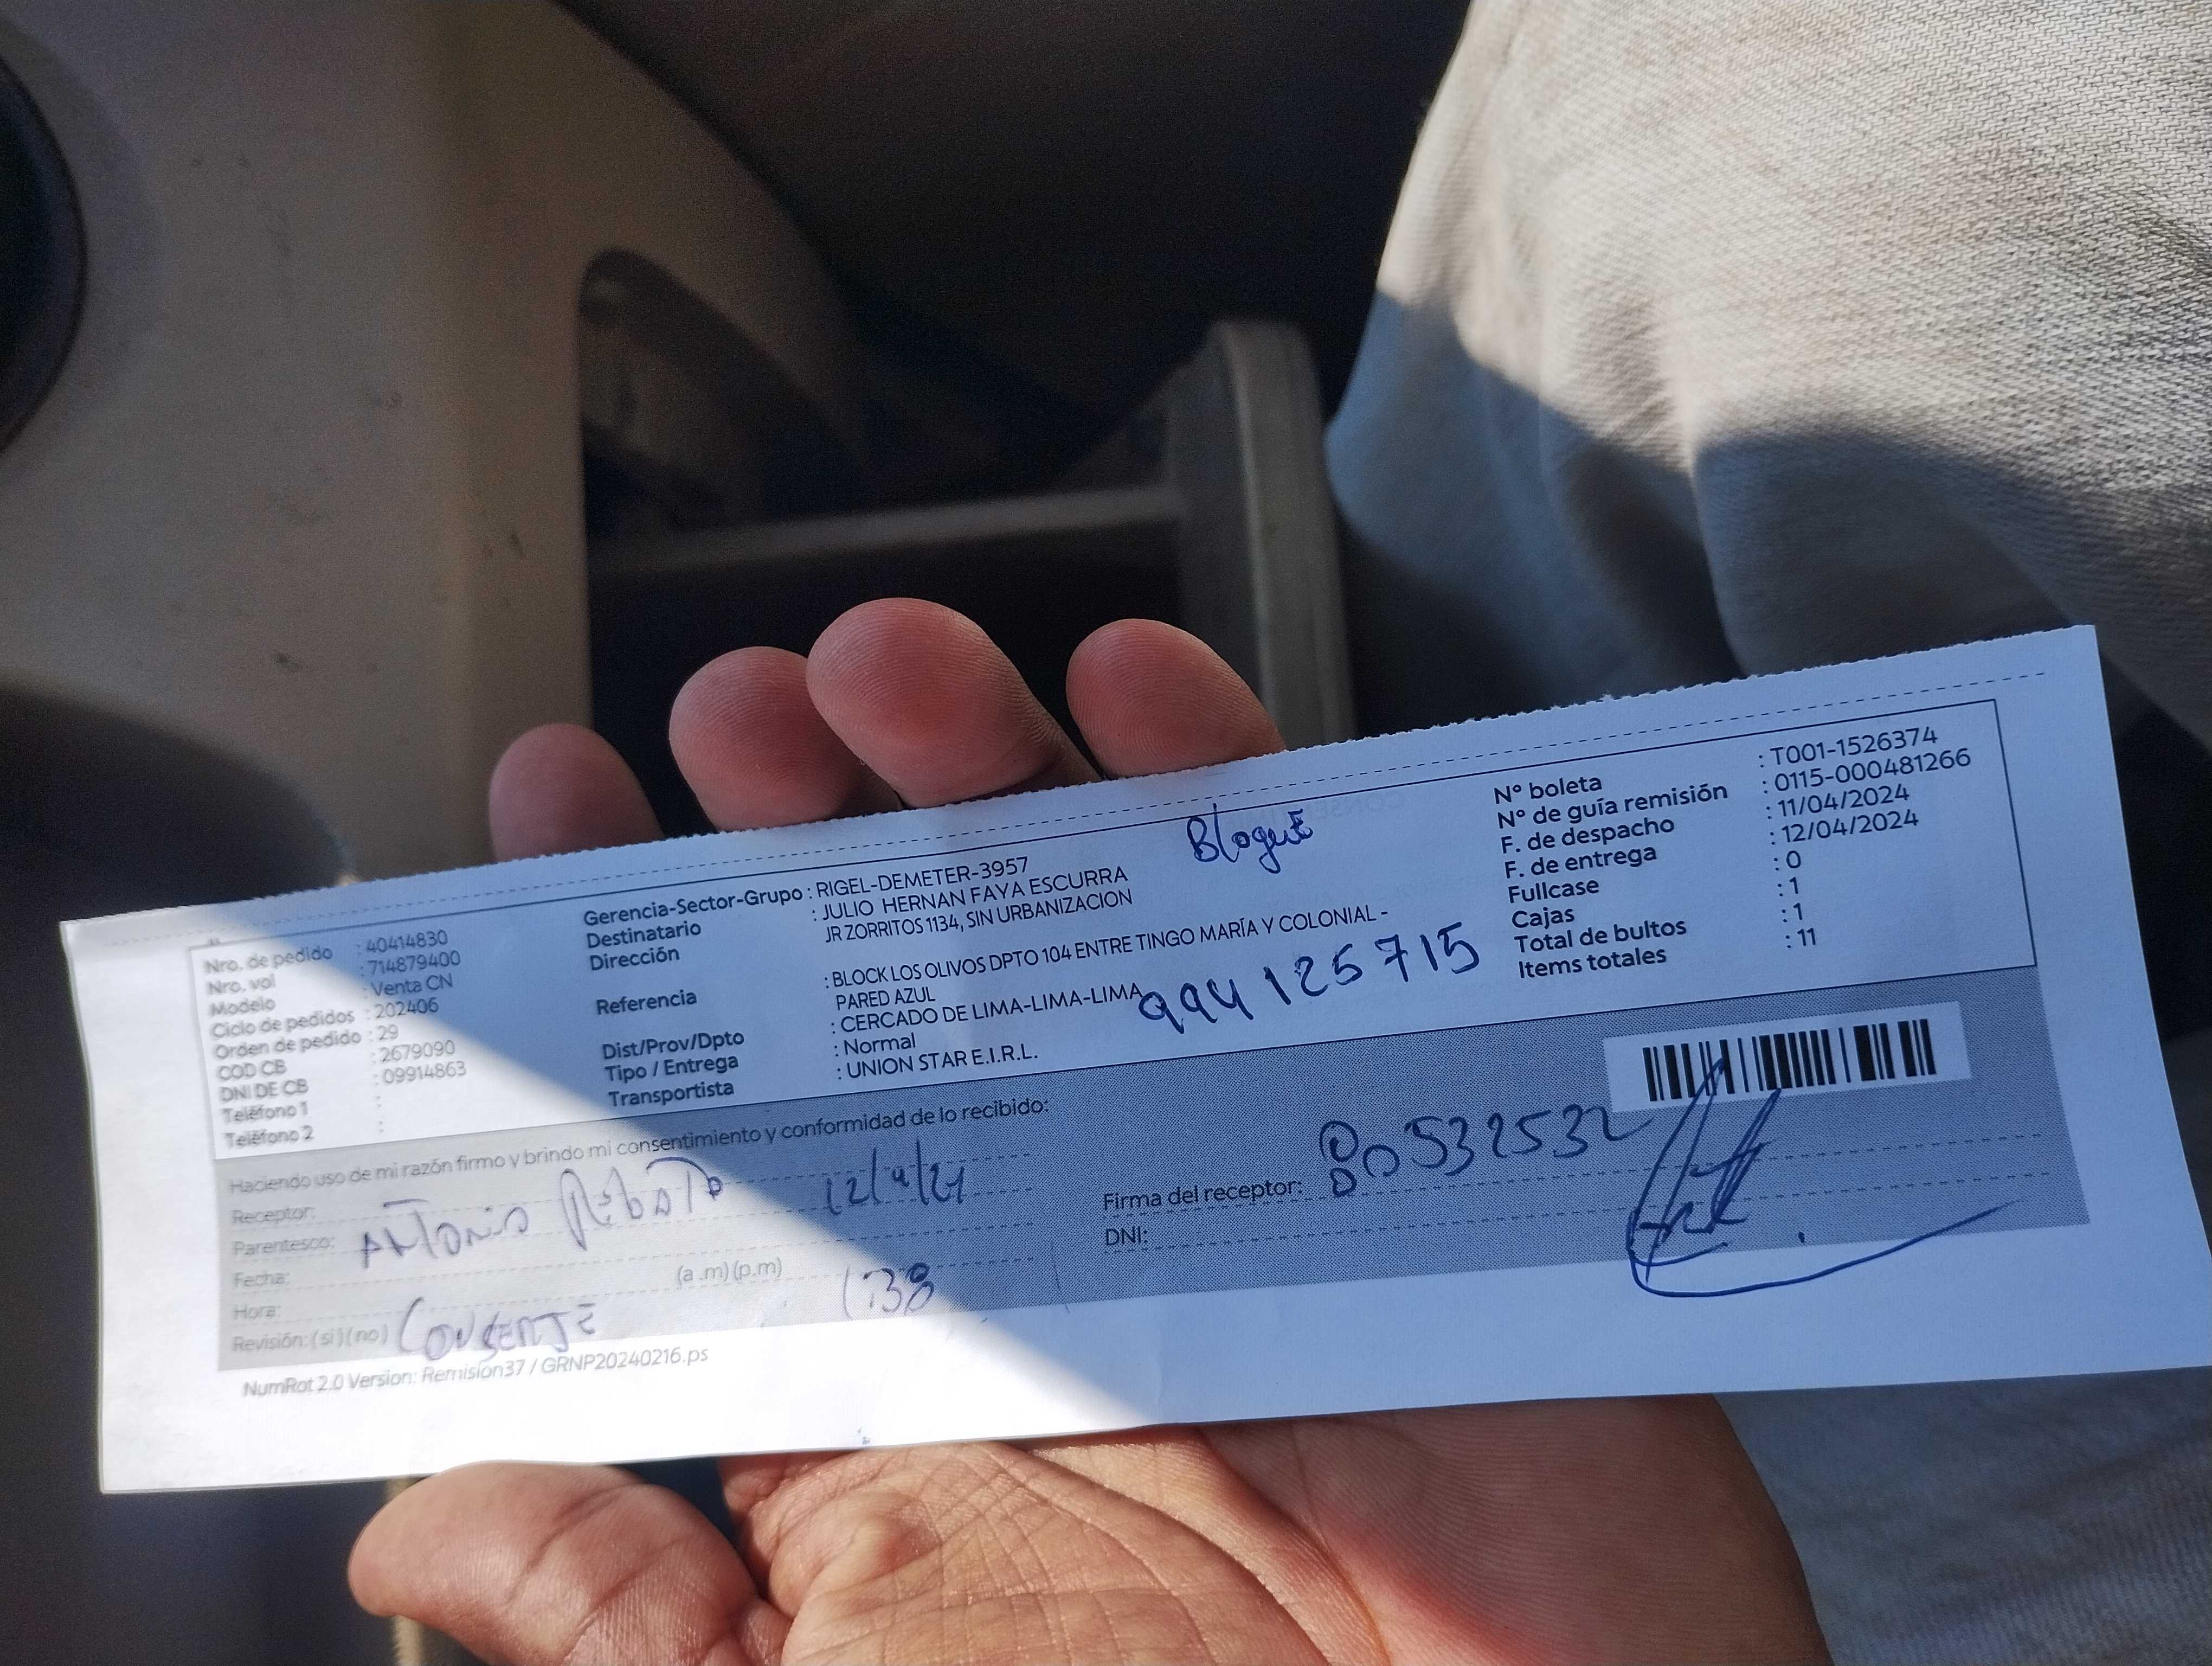 Nro. de pedido : 40414830
Nro. vol : 714879400
Modelo : Venta CN
Ciclo de pedidos : 202406
Orden de pedido : 29
COD CB : 2679090
DNI DE CB : 09914863
Teléfono 1 :
Teléfono 2 :
Gerencia-Sector-Grupo : RIGEL-DEMETER-3957
Destinatario : JULIO HERNAN FAYA ESCURRA
Dirección JR ZORRITOS 1134, SIN URBANIZACION
Referencia : BLOCK LOS OLIVOS DPTO 104 ENTRE TINGO MARÍA Y COLONIAL -
PARED AZUL
Dist/Prov/Dpto : CERCADO DE LIMA-LIMA-LIMA
Tipo / Entrega : Normal
Transportista : UNION STAR E.I.R.L.
994125715
Nº boleta : T001-1526374
Nº de guía remisión : 0115-000481266
F. de despacho : 11/04/2024
F. de entrega : 12/04/2024
Fullcase : 0
Cajas : 1
Total de bultos : 1
Items totales : 11
Haciendo uso de mi razón firmo y brindo mi consentimiento y conformidad de lo recibido:
Receptor:
Parentesco: ANTONIO
Fecha: 12/4/24
Hora: (a.m) (p.m) 1:38
Revisión: (si) (no) CONSERJE
Firma del receptor:
DNI:
NumRot 2.0 Version: Remision37 / GRNP20240216.ps